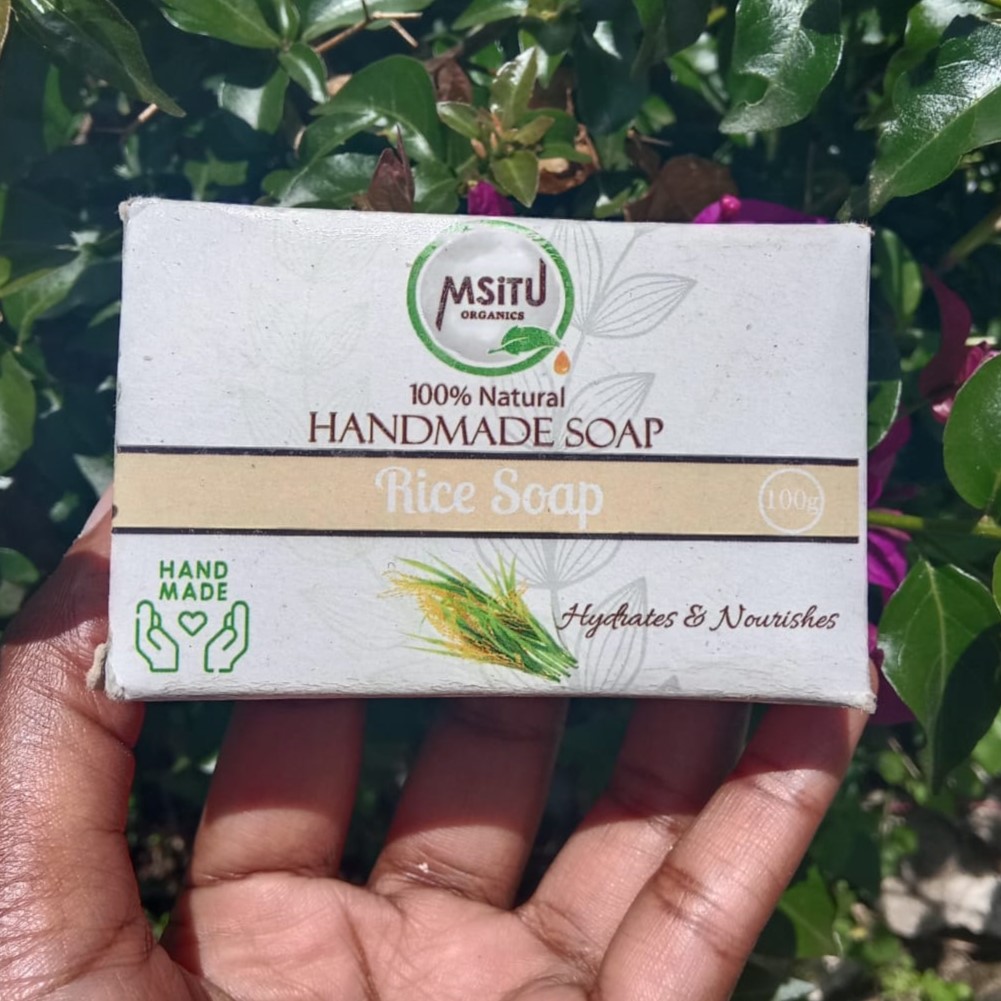 MSiTU
ORGANICS
100% Natural
HANDMADE SOAP
Rice Soap
100g
HAND
MADE
Hydrates & Nourishes